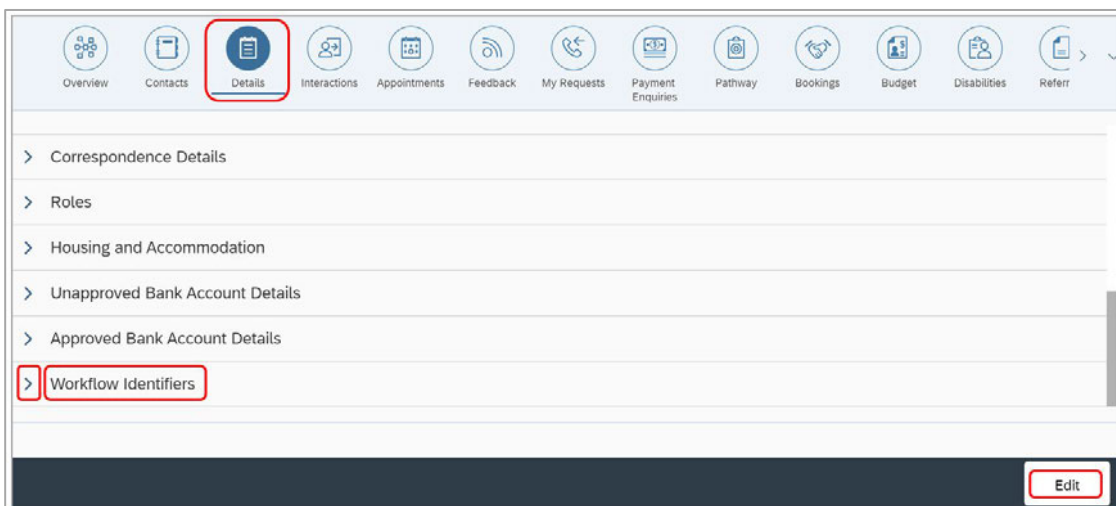 Overview Contacts Details Interactions Appointments Feedback My Requests Payment Pathway Bookings Budget Disabilities Referr
Enquiries
Correspondence Details
Roles
Housing and Accommodation
Unapproved Bank Account Details
Approved Bank Account Details
Workflow Identifiers
Edit